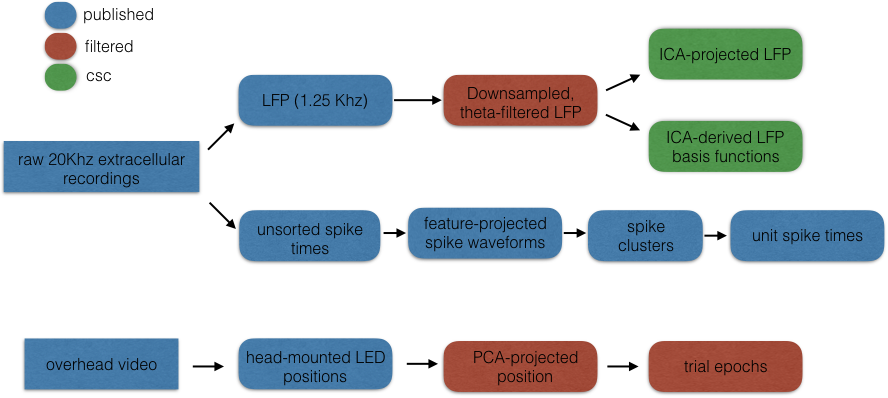 published
filtered
csc
LFP (1.25 Khz)
Downsampled,
theta-filtered LFP
ICA-projected LFP
ICA-derived LFP
basis functions
raw 20Khz extracellular
recordings
unsorted spike
times
feature-projected
spike waveforms
spike
clusters
unit spike times
overhead video
head-mounted LED
positions
PCA-projected
position
trial epochs